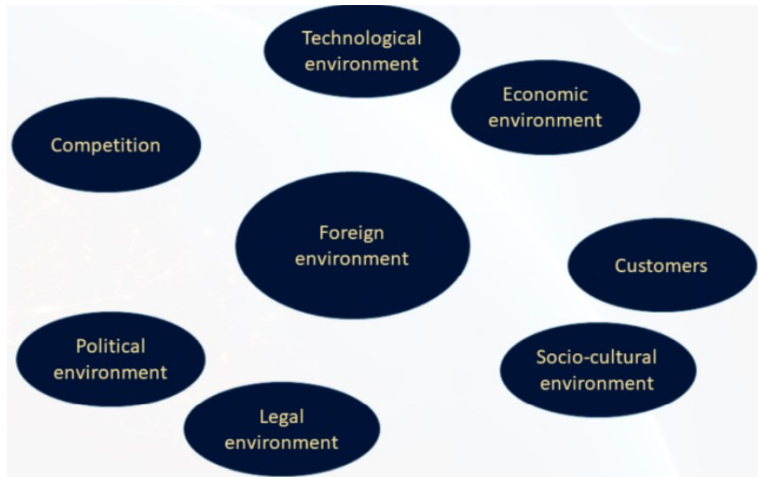 Technological
environment
Economic
environment
Competition
Foreign
environment
Customers
Political
environment
Socio-cultural
environment
Legal
environment